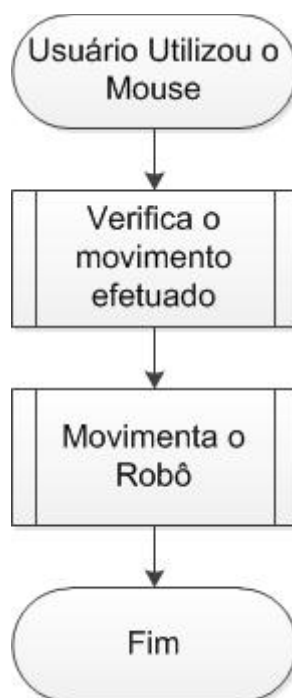 Usuário Utilizou o
Mouse
Verifica o
movimento
efetuado
Movimenta o
Robô
Fim